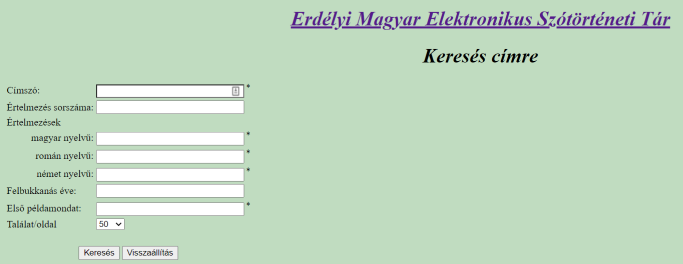 Erdélyi Magyar Elektronikus Szótörténeti Tár
Keresés címre
Címszó: *
Értelmezés sorszáma:
Értelmezések
magyar nyelvű: *
román nyelvű: *
német nyelvű: *
Felbukkanás éve:
Első példamondat: *
Találat/oldal 50
Keresés Visszaállítás